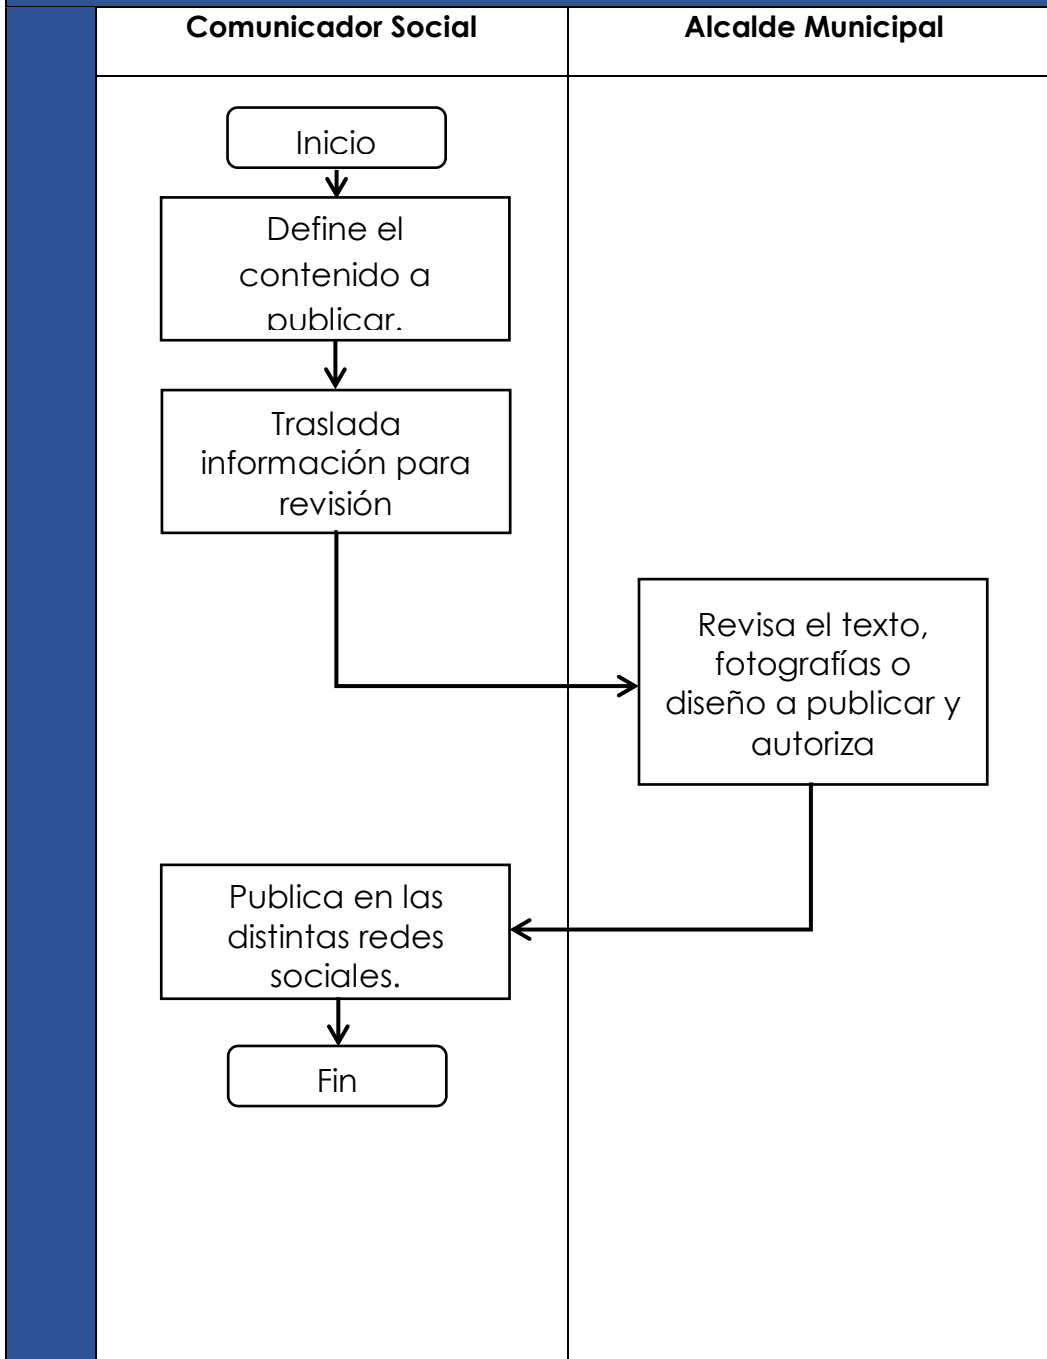 Comunicador Social
Alcalde Municipal
Inicio
Define el
contenido a
publicar.
Traslada
información para
revisión
Revisa el texto,
fotografías o
diseño a publicar y
autoriza
Publica en las
distintas redes
sociales.
Fin